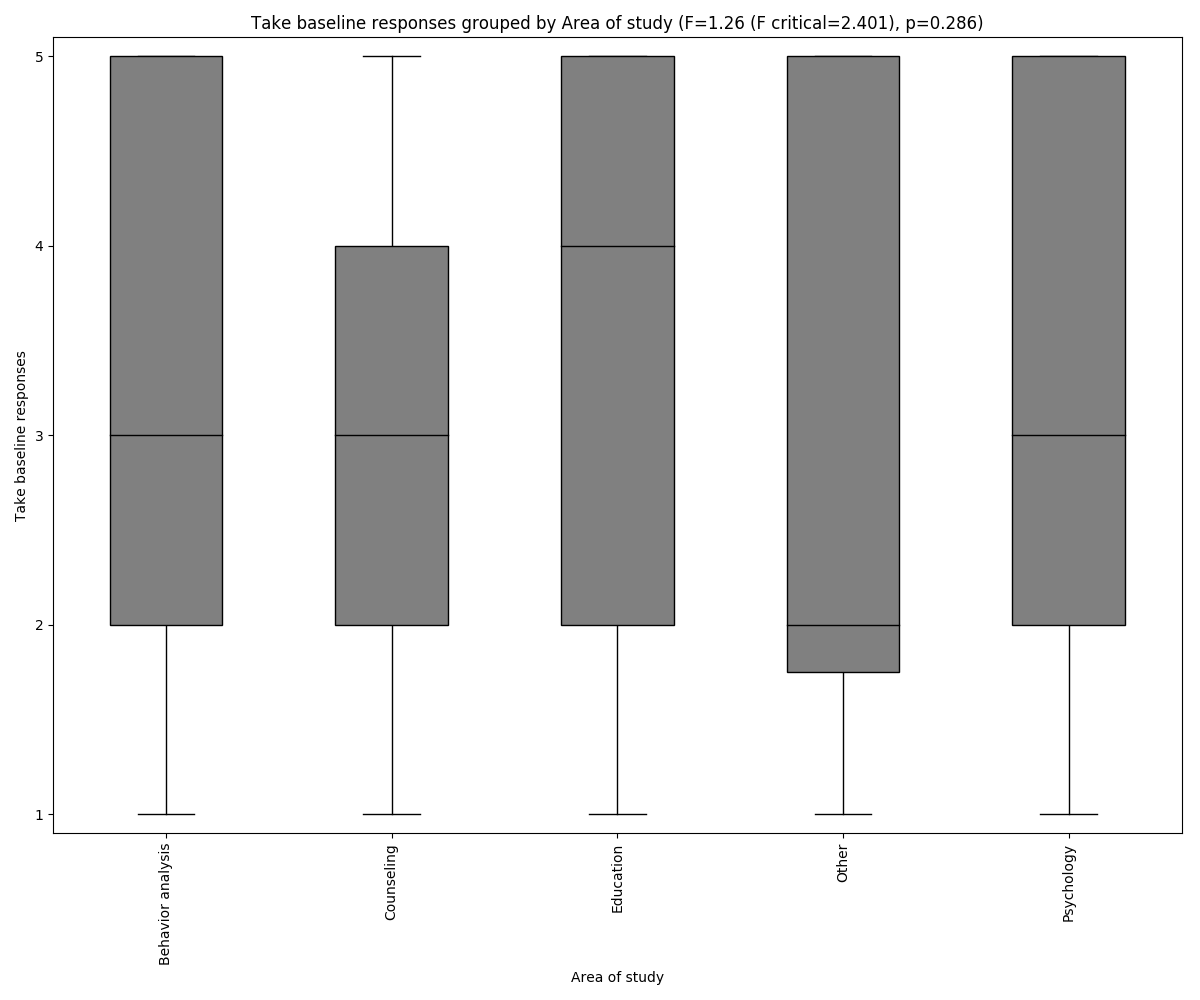 Take baseline responses grouped by Area of study (F=1.26 (F critical=2.401), p=0.286)
5
4
3
2
1
Take baseline responses
Behavior analysis
Counseling
Education
Other
Psychology
Area of study